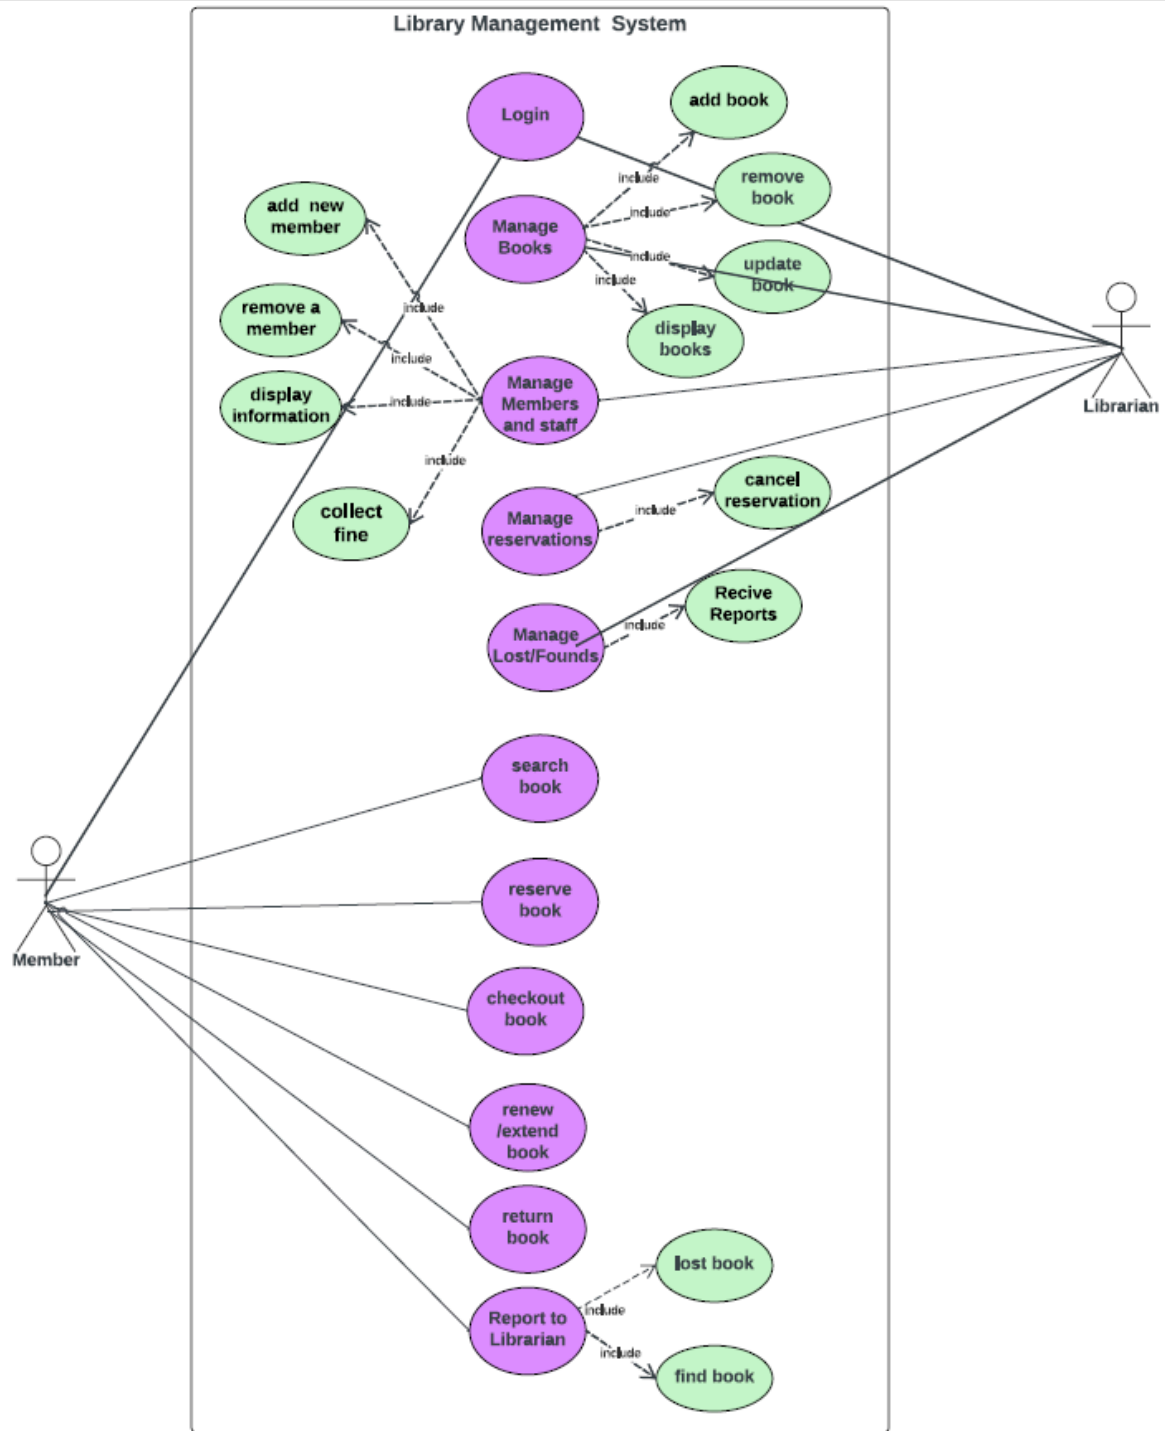 Library Management System
Login
add book
include
remove
book
include
Manage
Books
add new
member
include
update
book
include
display
books
include
remove a
member
include
display
information
include
Manage
Members
and staff
Librarian
include
collect
fine
cancel
reservation
include
Manage
reservations
Recive
Reports
include
Manage
Lost/Founds
search
book
reserve
book
Member
checkout
book
renew
/extend
book
return
book
lost book
include
Report to
Librarian
include
find book